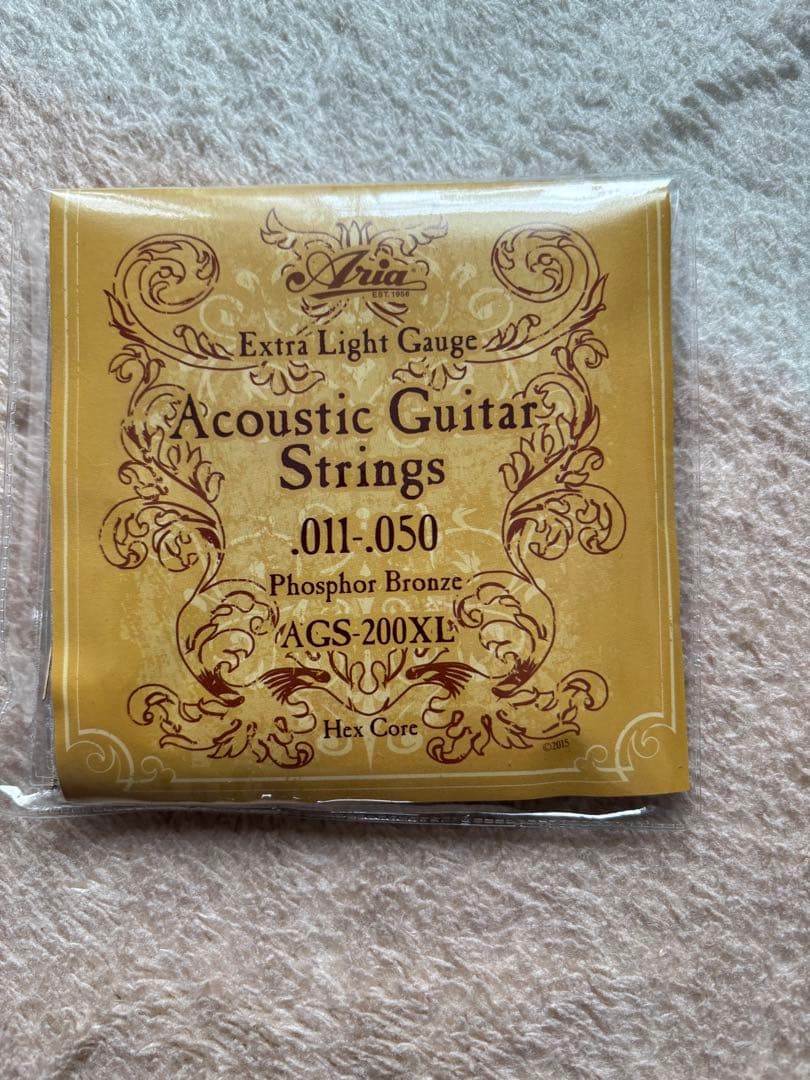 Aria
EST. 1956
Extra Light Gauge
Acoustic Guitar
Strings
.011-.050
Phosphor Bronze
AGS-200XL
Hex Core
©2015